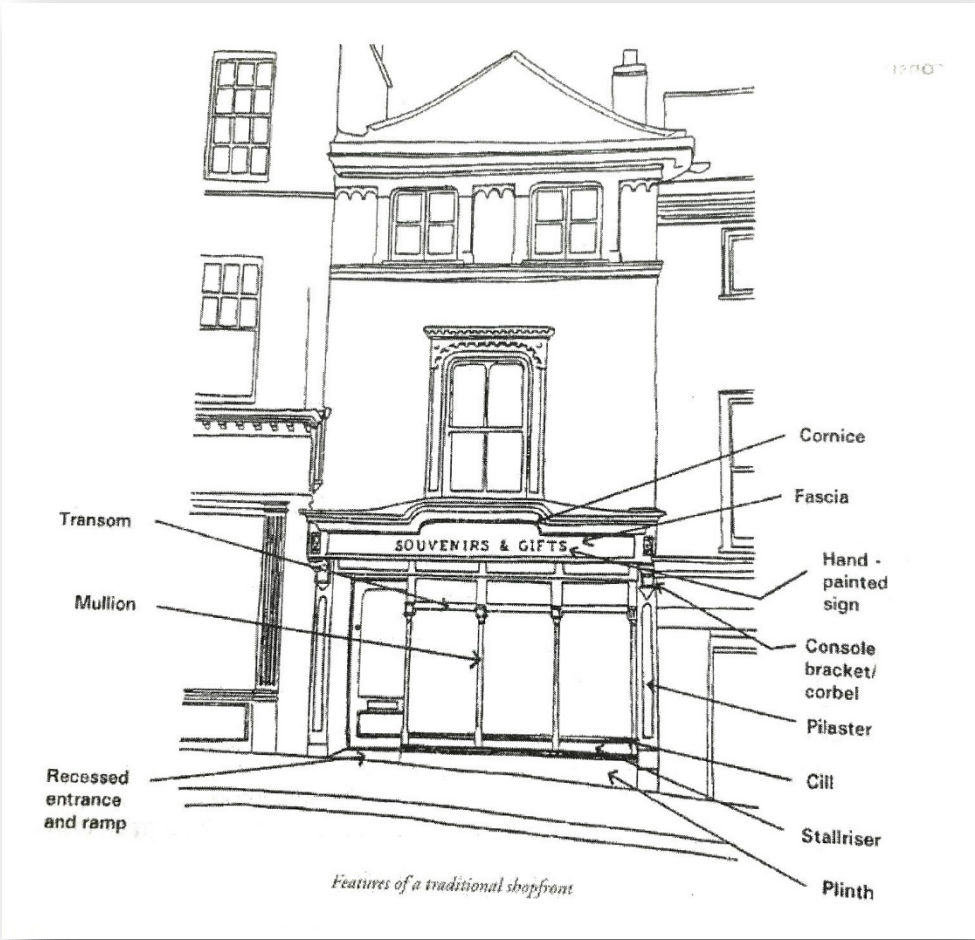 Cornice
Fascia
Transom
SOUVENIRS & GIFTS
Hand -
painted
sign
Mullion
Console
bracket/
corbel
Pilaster
Recessed
entrance
and ramp
Cill
Stallriser
Plinth
Features of a traditional shopfront